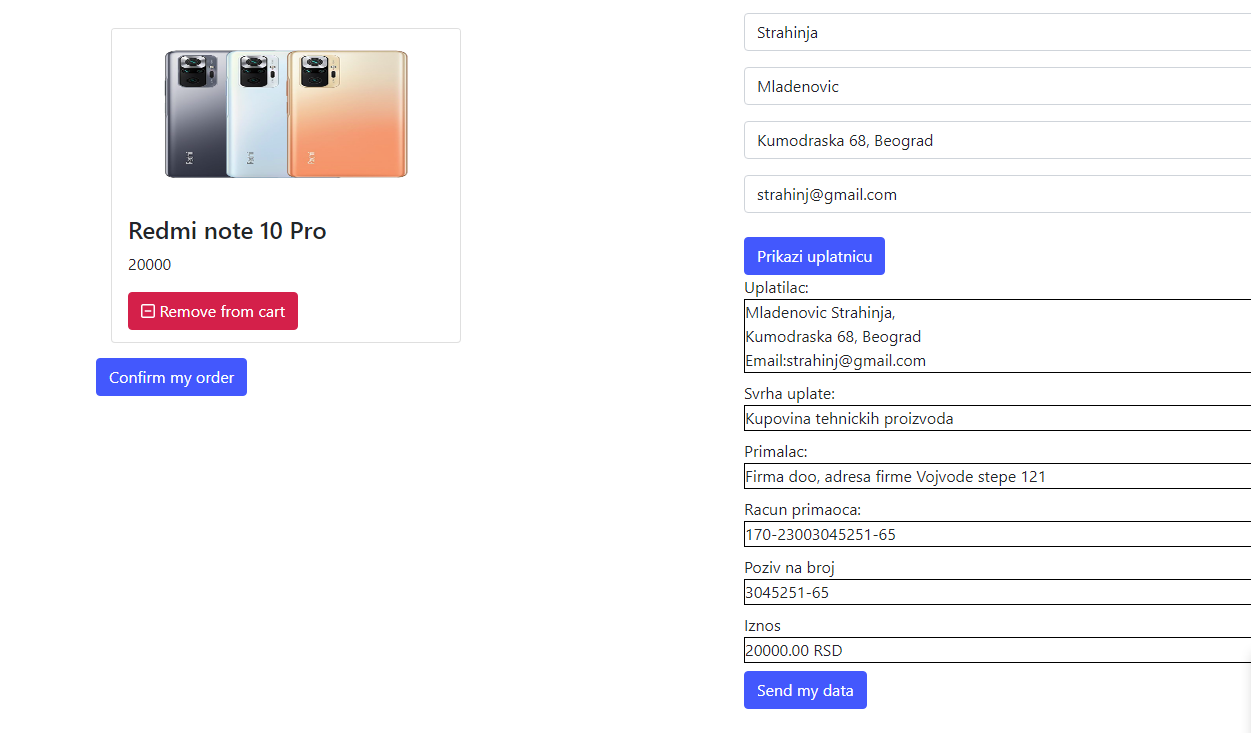 Redmi note 10 Pro
20000
Remove from cart
Confirm my order
Strahinja
Mladenovic
Kumodraska 68, Beograd
strahinj@gmail.com
Prikazi uplatnicu
Uplatilac:
Mladenovic Strahinja,
Kumodraska 68, Beograd
Email:strahinj@gmail.com
Svrha uplate:
Kupovina tehnickih proizvoda
Primalac:
Firma doo, adresa firme Vojvode stepe 121
Racun primaoca:
170-23003045251-65
Poziv na broj
3045251-65
Iznos
20000.00 RSD
Send my data